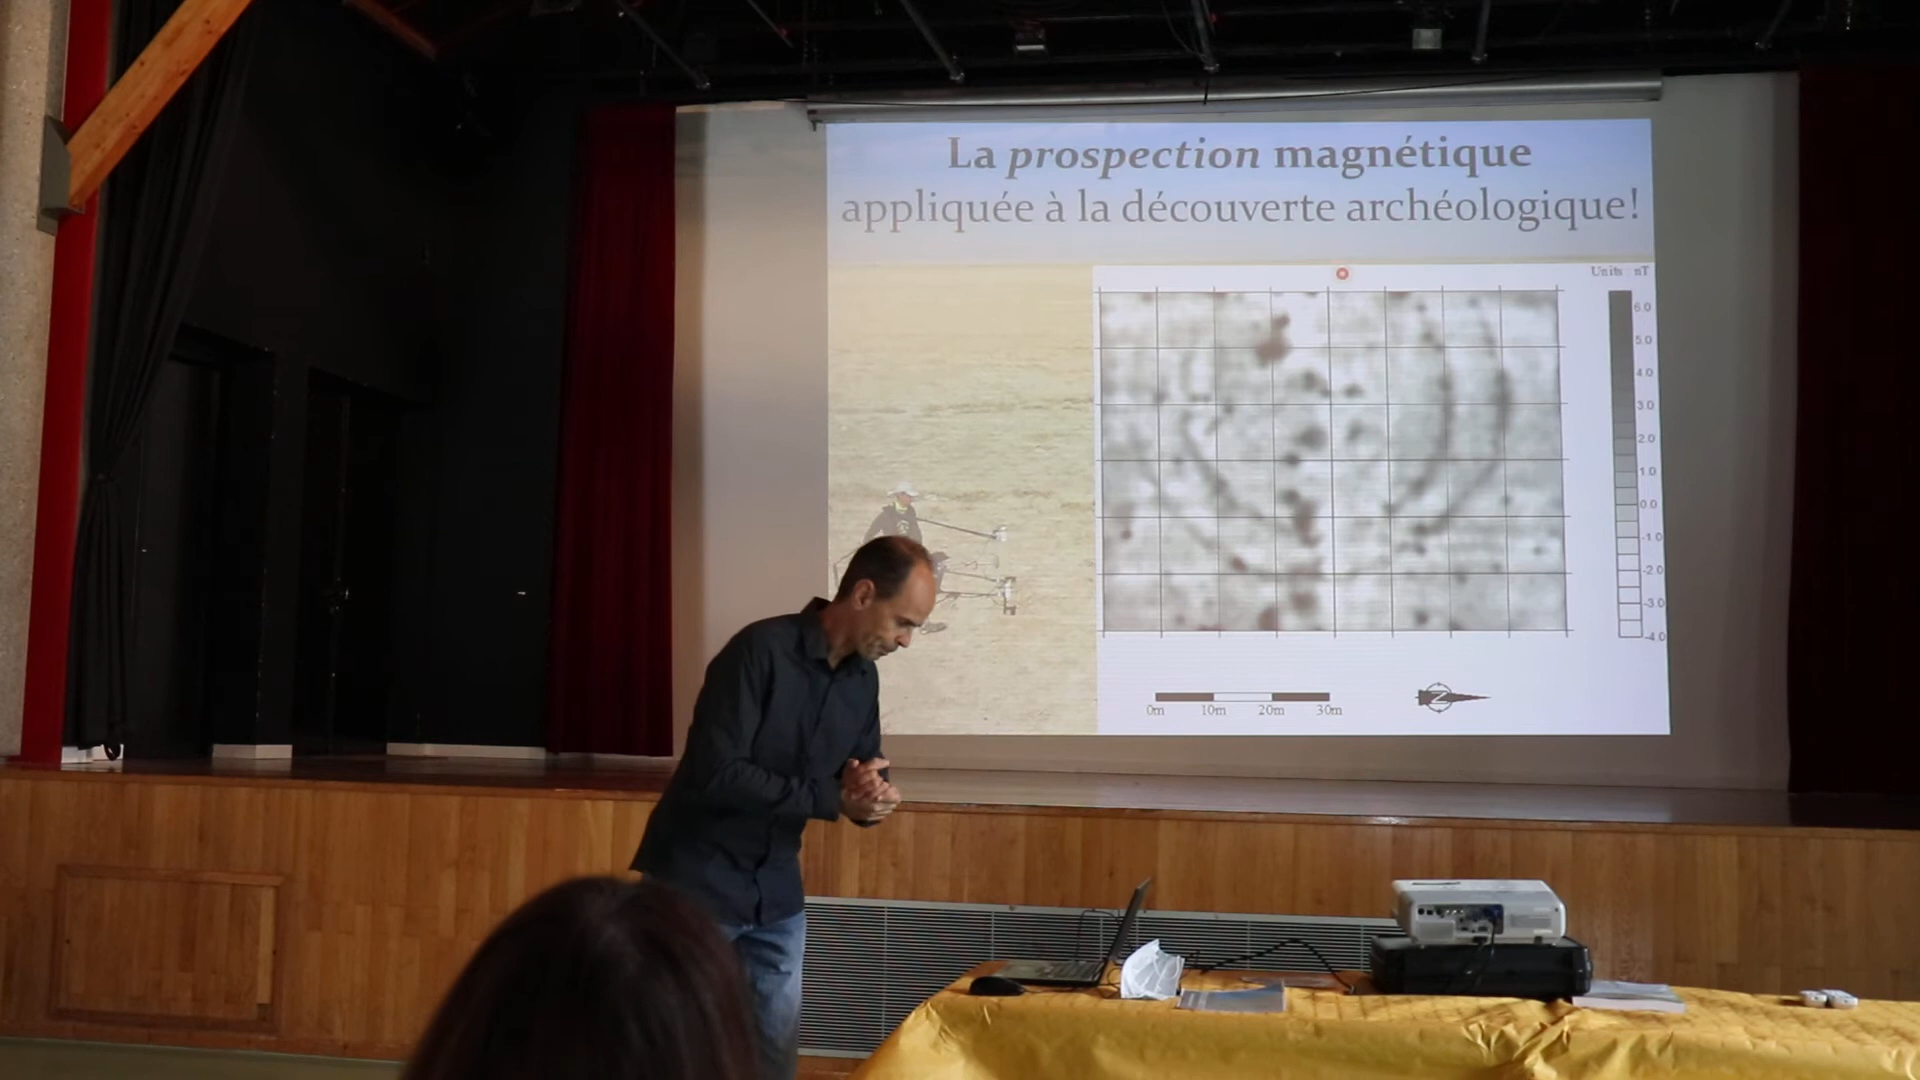 La prospection magnétique
appliquée à la découverte archéologique!
Units nT
6.0
5.0
4.0
3.0
2.0
1.0
0.0
-1.0
-2.0
-3.0
-4.0
0m 10m 20m 30m
Z